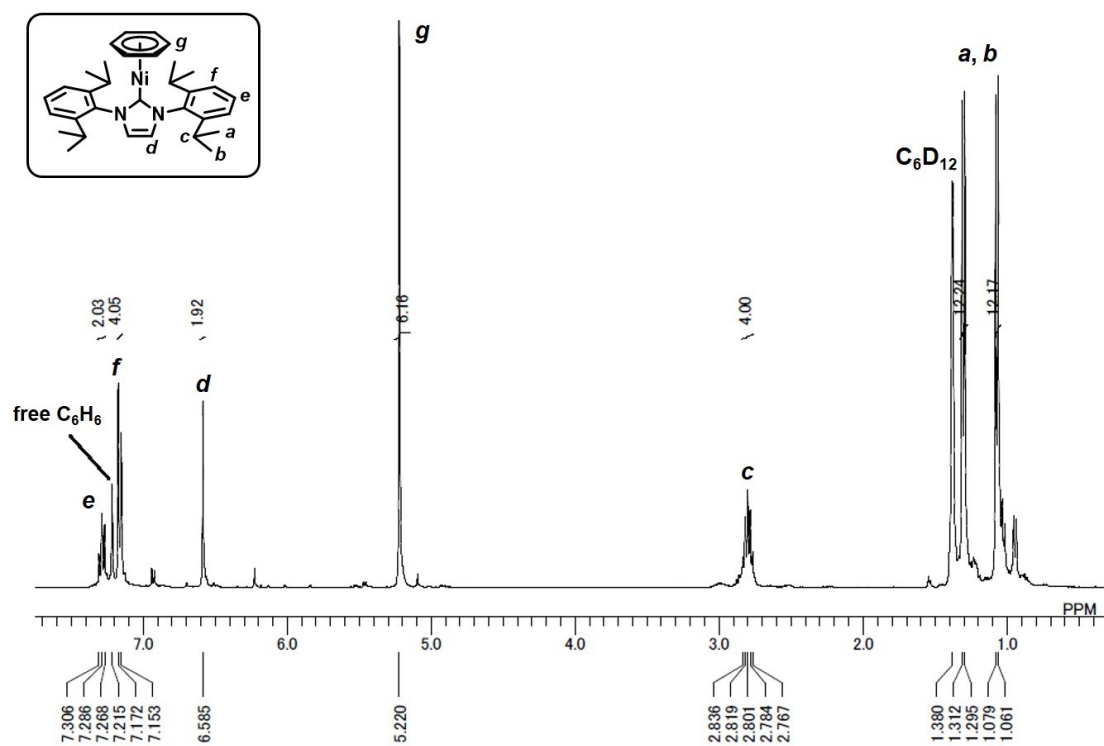 g
Ni
f
e
N
N
a
c
b
d
g
a, b
C6D12
2.03
4.05
1.92
6.16
4.00
12.24
12.17
f
free C6H6
d
e
c
PPM
7.0
6.0
5.0
4.0
3.0
2.0
1.0
7.306
7.286
7.268
7.215
7.172
7.153
6.585
5.220
2.836
2.819
2.801
2.784
2.767
1.380
1.312
1.295
1.079
1.061